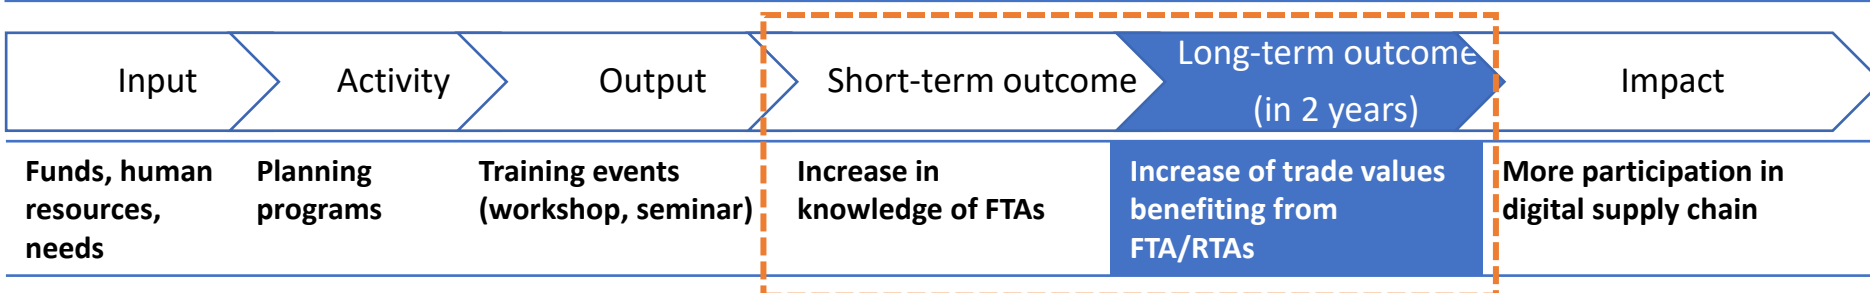 Input
Activity
Output
Short-term outcome
Long-term outcome
(in 2 years)
Impact
Funds, human
resources,
needs
Planning
programs
Training events
(workshop, seminar)
Increase in
knowledge of FTAs
Increase of trade values
benefiting from
FTA/RTAs
More participation in
digital supply chain